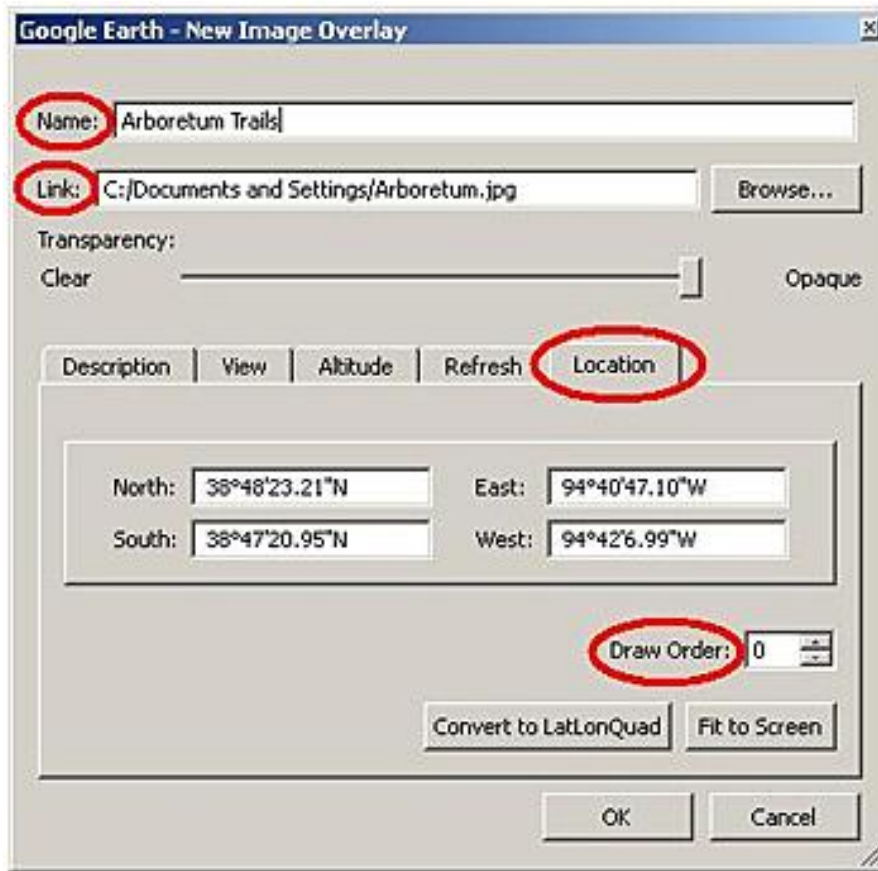 Google Earth - New Image Overlay
Name: Arboretum Trails
Link: C:/Documents and Settings/Arboretum.jpg Browse...
Transparency:
Clear Opaque
Description View Altitude Refresh Location
North: 38°48'23.21"N East: 94°40'47.10"W
South: 38°47'20.95"N West: 94°42'6.99"W
Draw Order: 0
Convert to LatLonQuad Fit to Screen
OK Cancel